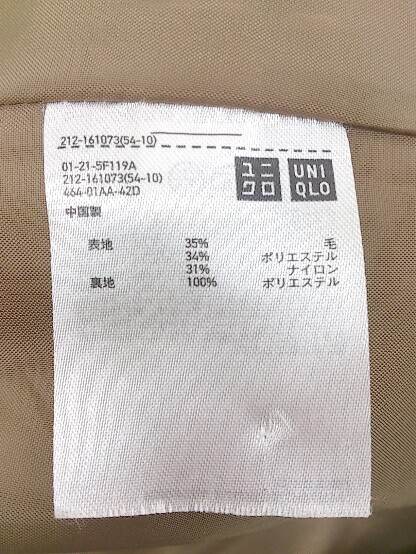 212-161073(54-10)
01-21-5F119A
212-161073(54-10)
464-01AA-42D
中国製
ユニクロ
UNIQLO
表地 35% 毛
34% ポリエステル
31% ナイロン
裏地 100% ポリエステル